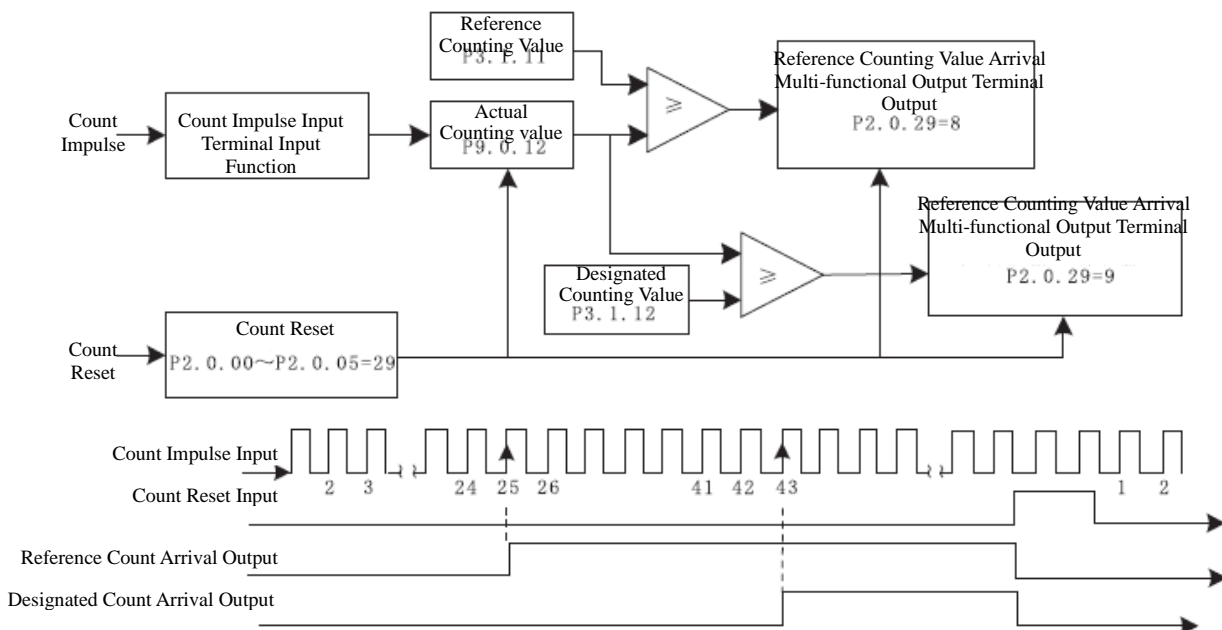 Reference
Counting Value
P3.1.11
Reference Counting Value Arrival
Multi-functional Output Terminal
Output
P2.0.29=8
Count
Impulse
Count Impulse Input
Terminal Input
Function
Actual
Counting value
P9.0.12
≥
Reference Counting Value Arrival
Multi-functional Output Terminal
Output
P2.0.29=9
Designated
Counting Value
P3.1.12
≥
Count
Reset
Count Reset
P2.0.00～P2.0.05=29
Count Impulse Input
2 3 24 25 26 41 42 43 1 2
Count Reset Input
Reference Count Arrival Output
Designated Count Arrival Output